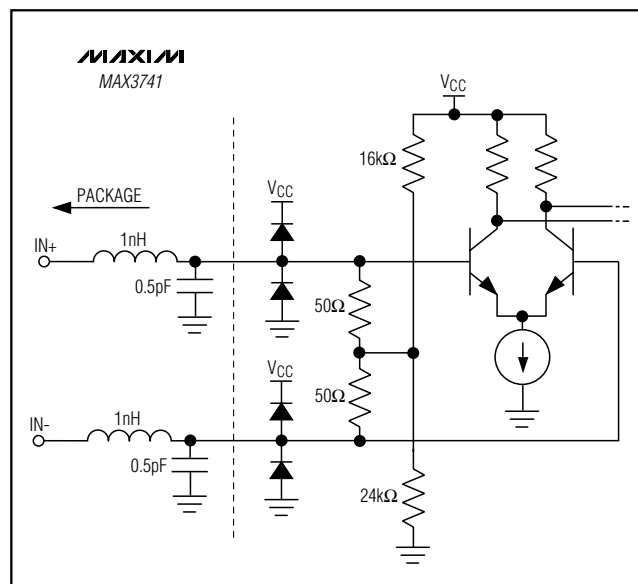 MAXIM
MAX3741
VCC
16kΩ
PACKAGE
VCC
IN+
1nH
0.5pF
50Ω
VCC
50Ω
IN-
1nH
0.5pF
24kΩ